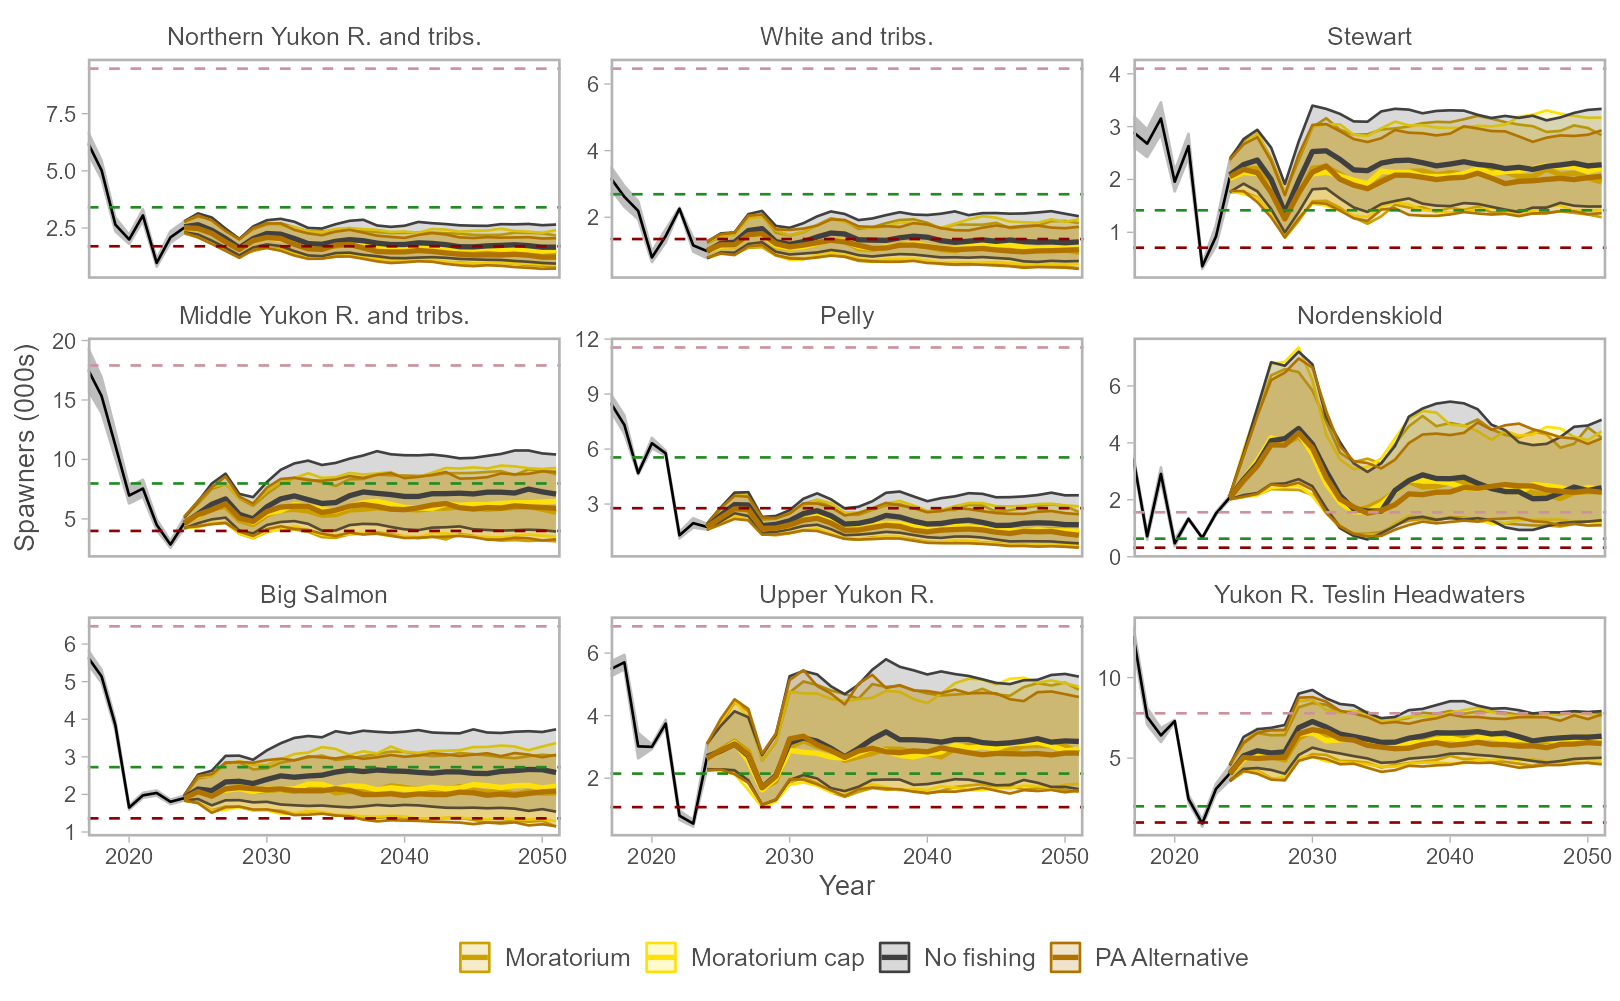 Northern Yukon R. and tribs.
White and tribs.
Stewart
7.5
5.0
2.5
6
4
2
4
3
2
1
Middle Yukon R. and tribs.
Pelly
Nordenskiold
20
15
10
5
12
9
6
3
6
4
2
0
Spawners (000s)
Big Salmon
Upper Yukon R.
Yukon R. Teslin Headwaters
6
5
4
3
2
1
6
4
2
10
5
2020 2030 2040 2050
2020 2030 2040 2050
2020 2030 2040 2050
Year
Moratorium Moratorium cap No fishing PA Alternative